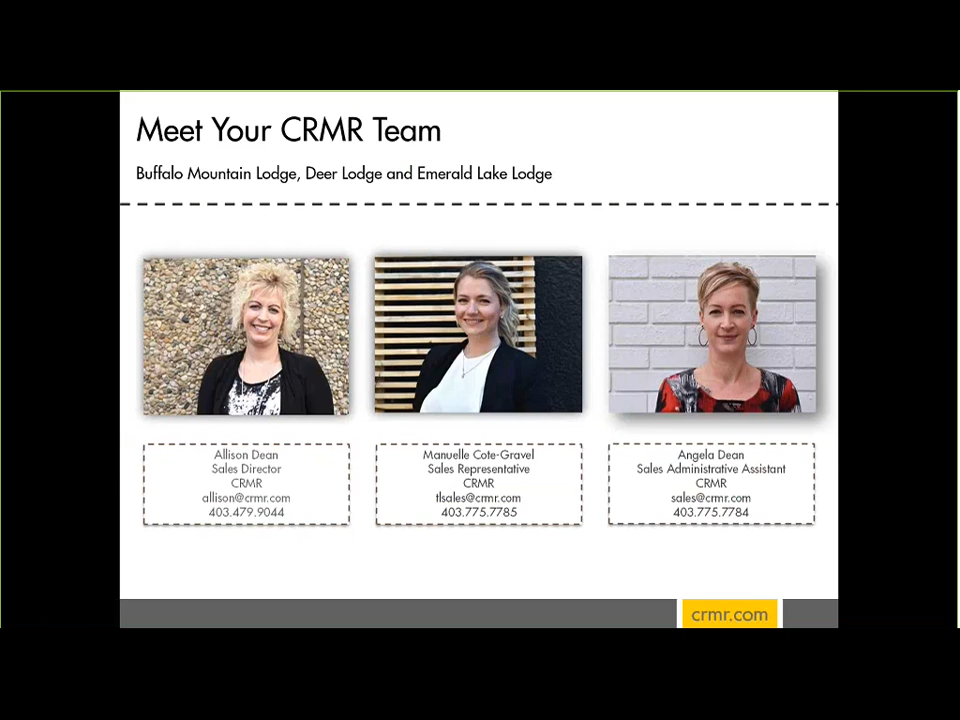 Meet Your CRMR Team
Buffalo Mountain Lodge, Deer Lodge and Emerald Lake Lodge
Allison Dean
Sales Director
CRMR
allison@crmr.com
403.479.9044
Manuelle Cote-Gravel
Sales Representative
CRMR
tlsales@crmr.com
403.775.7785
Angela Dean
Sales Administrative Assistant
CRMR
sales@crmr.com
403.775.7784
crmr.com